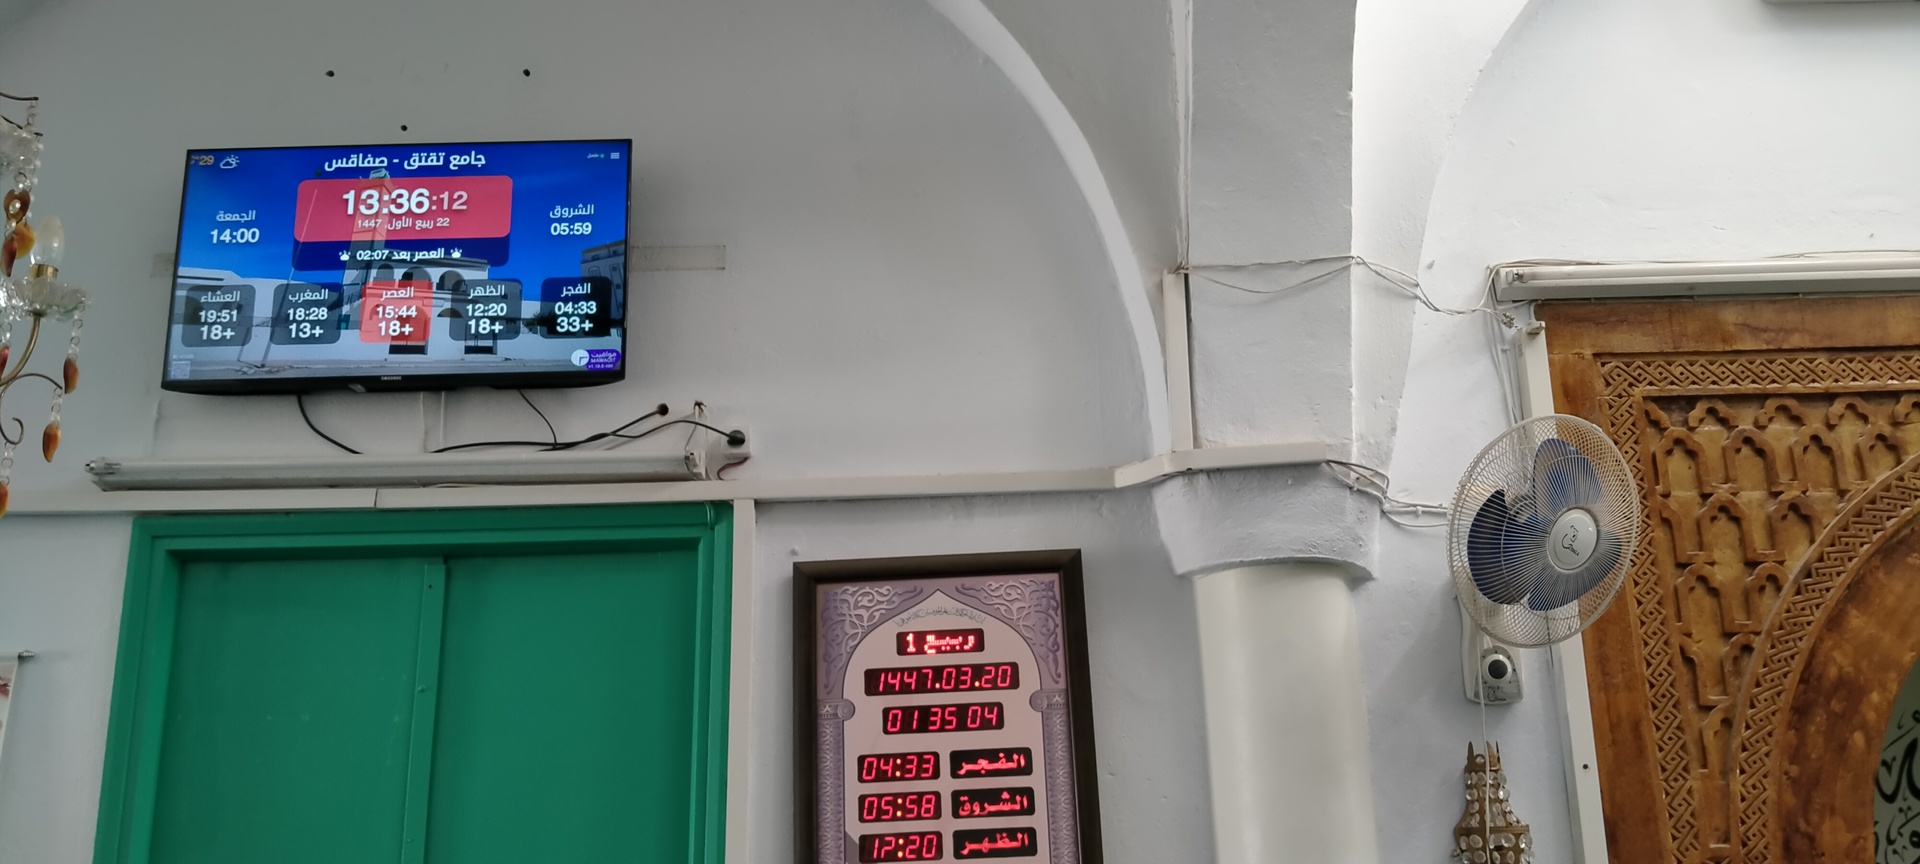 29
جامع تقتق - صفاقس
13:36:12
22 ربيع الأول, 1447
العصر بعد 02:07
الشروق
05:59
الجمعة
14:00
الفجر
04:33
33+
الظهر
12:20
18+
العصر
15:44
18+
المغرب
18:28
13+
العشاء
19:51
18+
مواقيت
MAWAQIT
SAMSUNG
ربيع 1
1447.03.20
01 35 04
الفجر 04:33
الشروق 05:58
الظهر 12:20